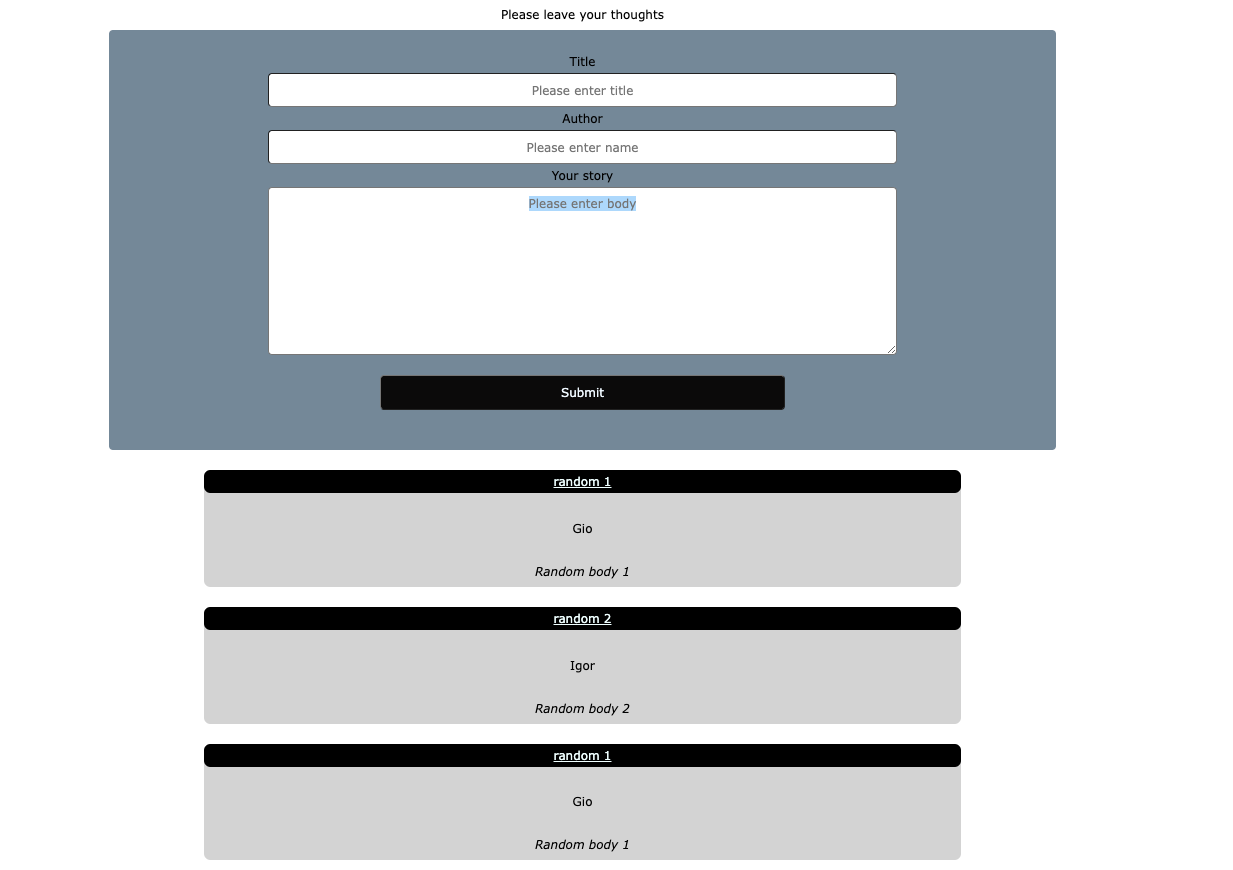 Please leave your thoughts
Title
Please enter title
Author
Please enter name
Your story
Please enter body
Submit
random 1
Gio
Random body 1
random 2
Igor
Random body 2
random 1
Gio
Random body 1